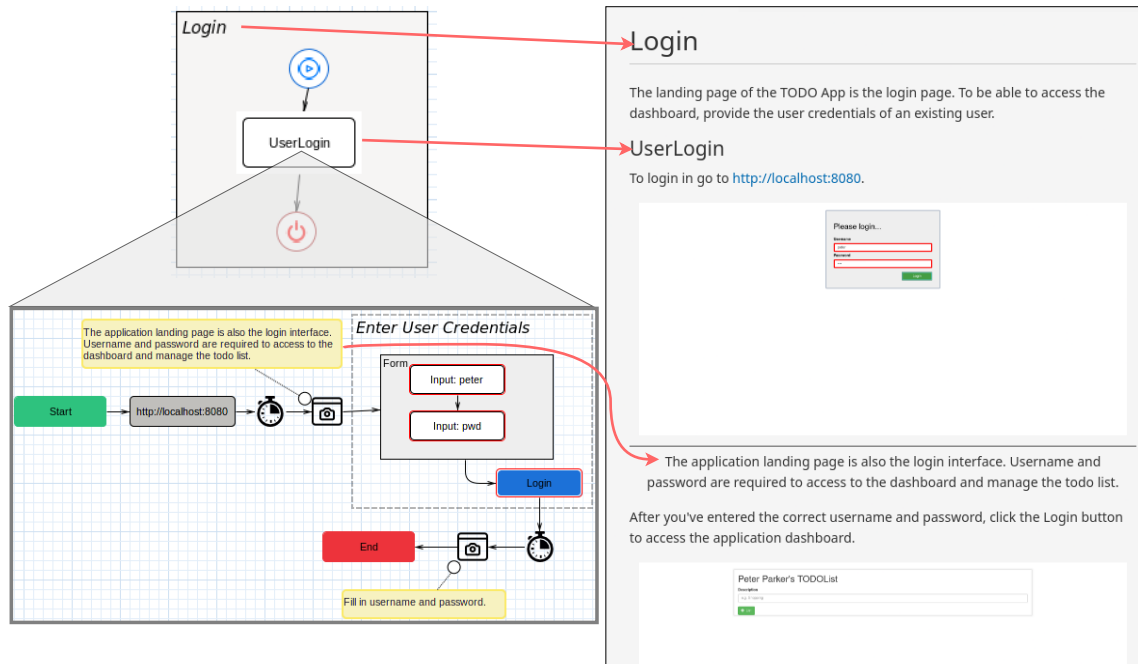 Login
UserLogin
The application landing page is also the login interface.
Username and password are required to access to the
dashboard and manage the todo list.
Enter User Credentials
Form
Input: peter
Input: pwd
Start
http://localhost:8080
Login
End
Fill in username and password.
Login
The landing page of the TODO App is the login page. To be able to access the
dashboard, provide the user credentials of an existing user.
UserLogin
To login in go to http://localhost:8080.
Please login...
Username
Password
Login
The application landing page is also the login interface. Username and
password are required to access to the dashboard and manage the todo list.
After you've entered the correct username and password, click the Login button
to access the application dashboard.
Peter Parker's TODOList
Description